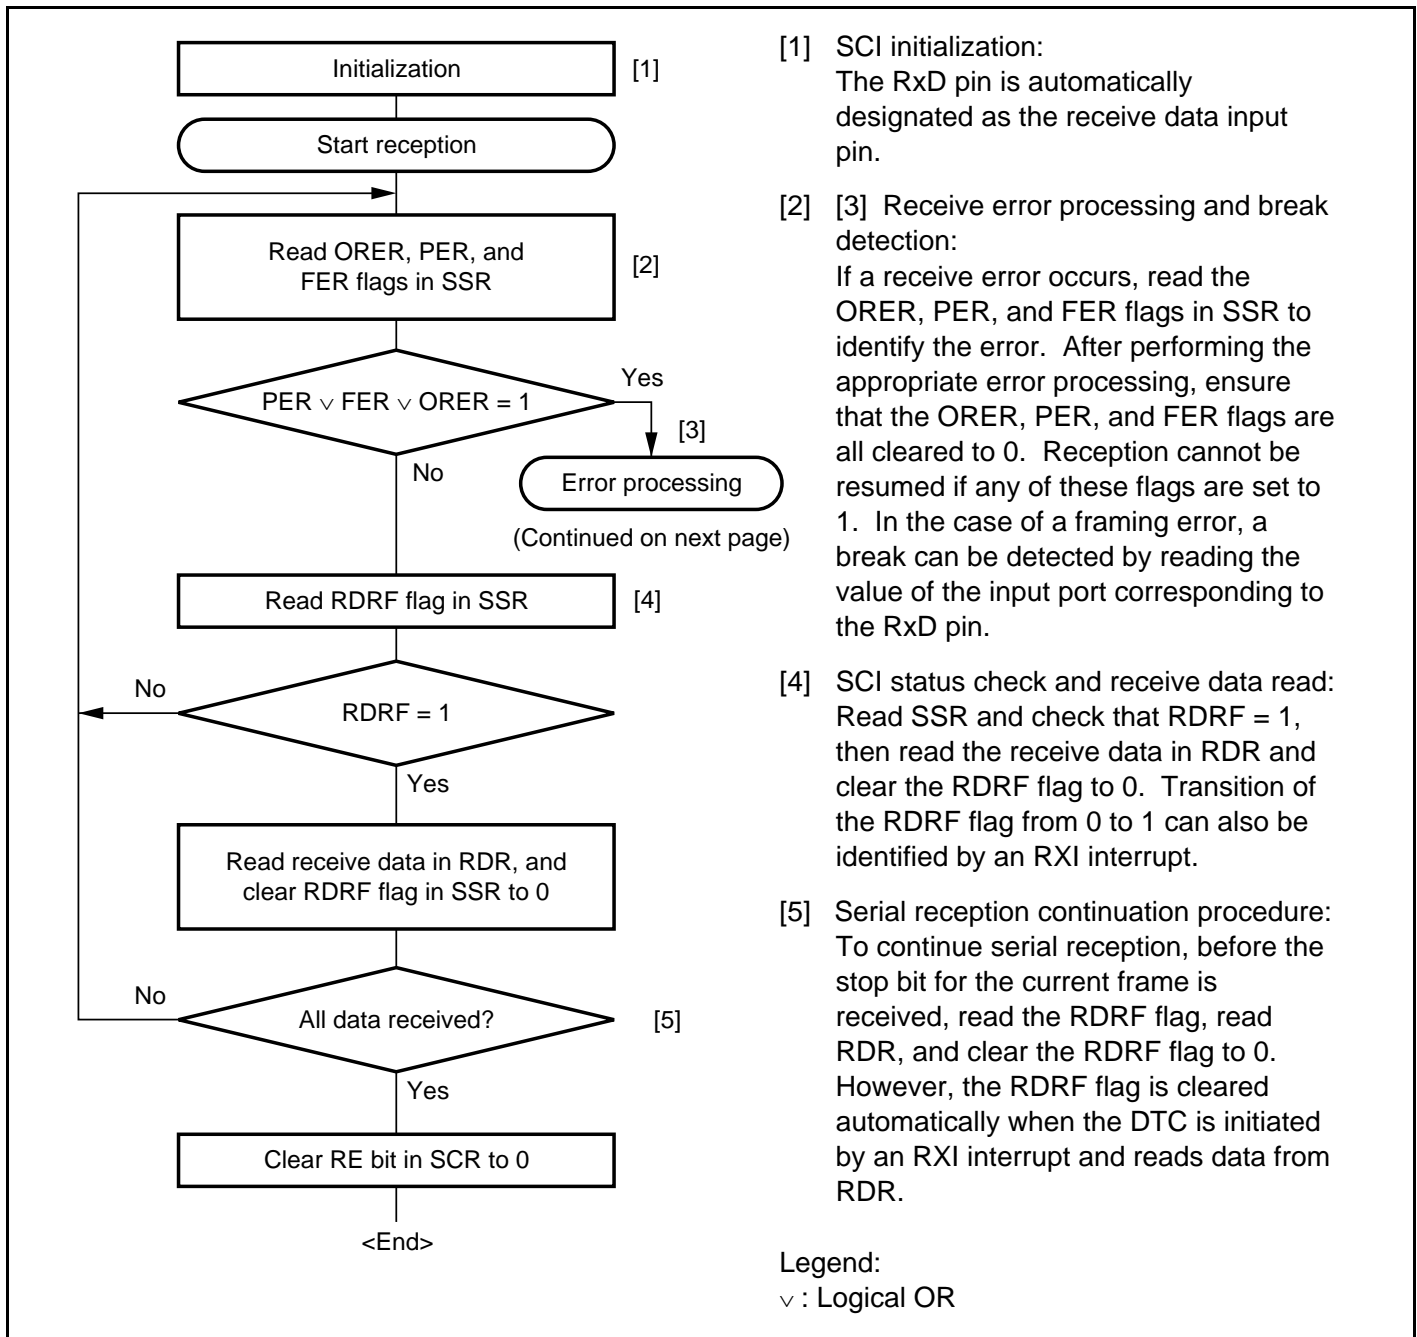 Initialization
[1]
Start reception
Read ORER, PER, and
FER flags in SSR
[2]
PER ∨ FER ∨ ORER = 1
Yes
[3]
No
Error processing
(Continued on next page)
Read RDRF flag in SSR
[4]
No
RDRF = 1
Yes
Read receive data in RDR, and
clear RDRF flag in SSR to 0
No
All data received?
[5]
Yes
Clear RE bit in SCR to 0
<End>
[1] SCI initialization:
The RxD pin is automatically
designated as the receive data input
pin.
[2] [3] Receive error processing and break
detection:
If a receive error occurs, read the
ORER, PER, and FER flags in SSR to
identify the error. After performing the
appropriate error processing, ensure
that the ORER, PER, and FER flags are
all cleared to 0. Reception cannot be
resumed if any of these flags are set to
1. In the case of a framing error, a
break can be detected by reading the
value of the input port corresponding to
the RxD pin.
[4] SCI status check and receive data read:
Read SSR and check that RDRF = 1,
then read the receive data in RDR and
clear the RDRF flag to 0. Transition of
the RDRF flag from 0 to 1 can also be
identified by an RXI interrupt.
[5] Serial reception continuation procedure:
To continue serial reception, before the
stop bit for the current frame is
received, read the RDRF flag, read
RDR, and clear the RDRF flag to 0.
However, the RDRF flag is cleared
automatically when the DTC is initiated
by an RXI interrupt and reads data from
RDR.
Legend:
∨ : Logical OR